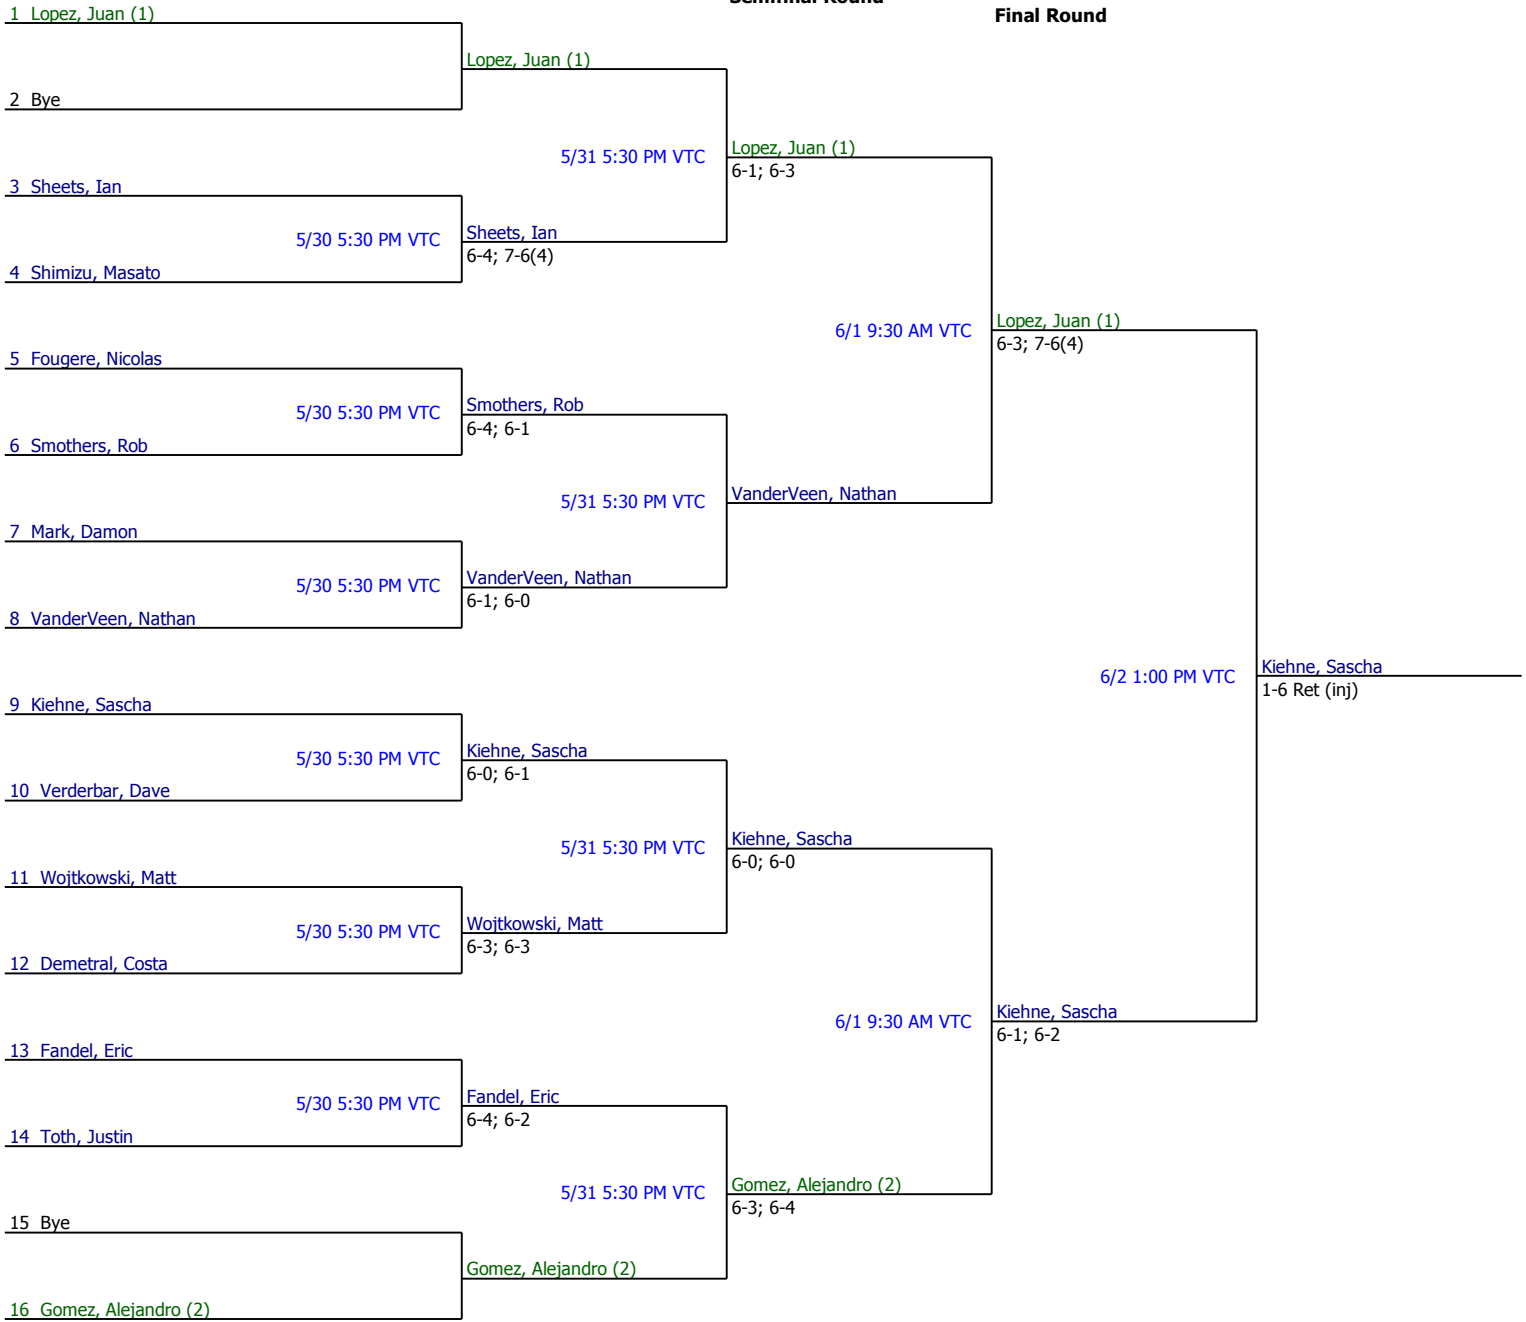 Semifinal Round
Final Round
1 Lopez, Juan (1)
Lopez, Juan (1)
2 Bye
5/31 5:30 PM VTC
Lopez, Juan (1)
6-1; 6-3
3 Sheets, Ian
5/30 5:30 PM VTC
Sheets, Ian
6-4; 7-6(4)
4 Shimizu, Masato
6/1 9:30 AM VTC
Lopez, Juan (1)
6-3; 7-6(4)
5 Fougere, Nicolas
5/30 5:30 PM VTC
Smothers, Rob
6-4; 6-1
6 Smothers, Rob
5/31 5:30 PM VTC
VanderVeen, Nathan
7 Mark, Damon
5/30 5:30 PM VTC
VanderVeen, Nathan
6-1; 6-0
8 VanderVeen, Nathan
6/2 1:00 PM VTC
Kiehne, Sascha
1-6 Ret (inj)
9 Kiehne, Sascha
5/30 5:30 PM VTC
Kiehne, Sascha
6-0; 6-1
10 Verderbar, Dave
5/31 5:30 PM VTC
Kiehne, Sascha
6-0; 6-0
11 Wojtkowski, Matt
5/30 5:30 PM VTC
Wojtkowski, Matt
6-3; 6-3
12 Demetral, Costa
6/1 9:30 AM VTC
Kiehne, Sascha
6-1; 6-2
13 Fandel, Eric
5/30 5:30 PM VTC
Fandel, Eric
6-4; 6-2
14 Toth, Justin
5/31 5:30 PM VTC
Gomez, Alejandro (2)
6-3; 6-4
15 Bye
Gomez, Alejandro (2)
16 Gomez, Alejandro (2)